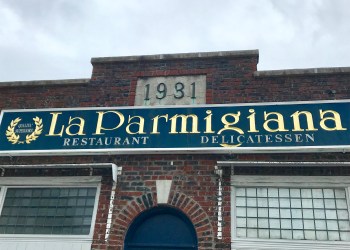 1931
La Parmigiana
RESTAURANT DELICATESSEN